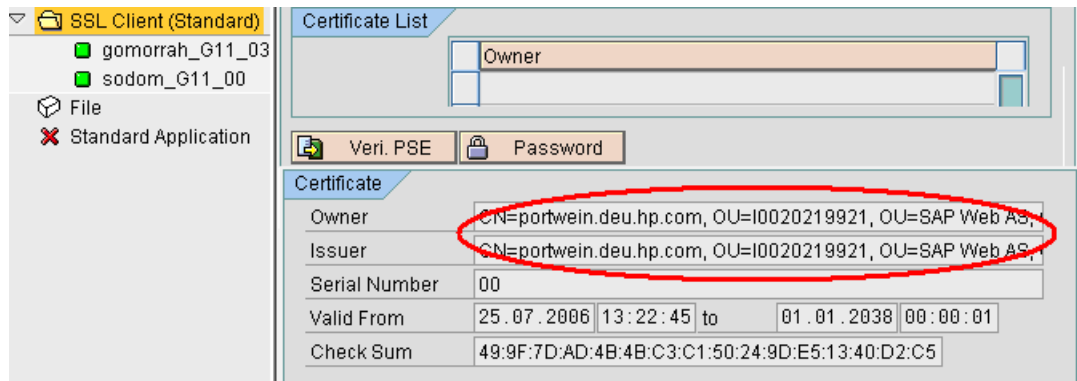 SSL Client (Standard)
gomorrah_G11_03
sodom_G11_00
File
Standard Application
Certificate List
Owner
Veri. PSE
Password
Certificate
Owner CN=portwein.deu.hp.com, OU=I0020219921, OU=SAP Web AS,
Issuer CN=portwein.deu.hp.com, OU=I0020219921, OU=SAP Web AS,
Serial Number 00
Valid From 25.07.2006 13:22:45 to 01.01.2038 00:00:01
Check Sum 49:9F:7D:AD:4B:4B:C3:C1:50:24:9D:E5:13:40:D2:C5